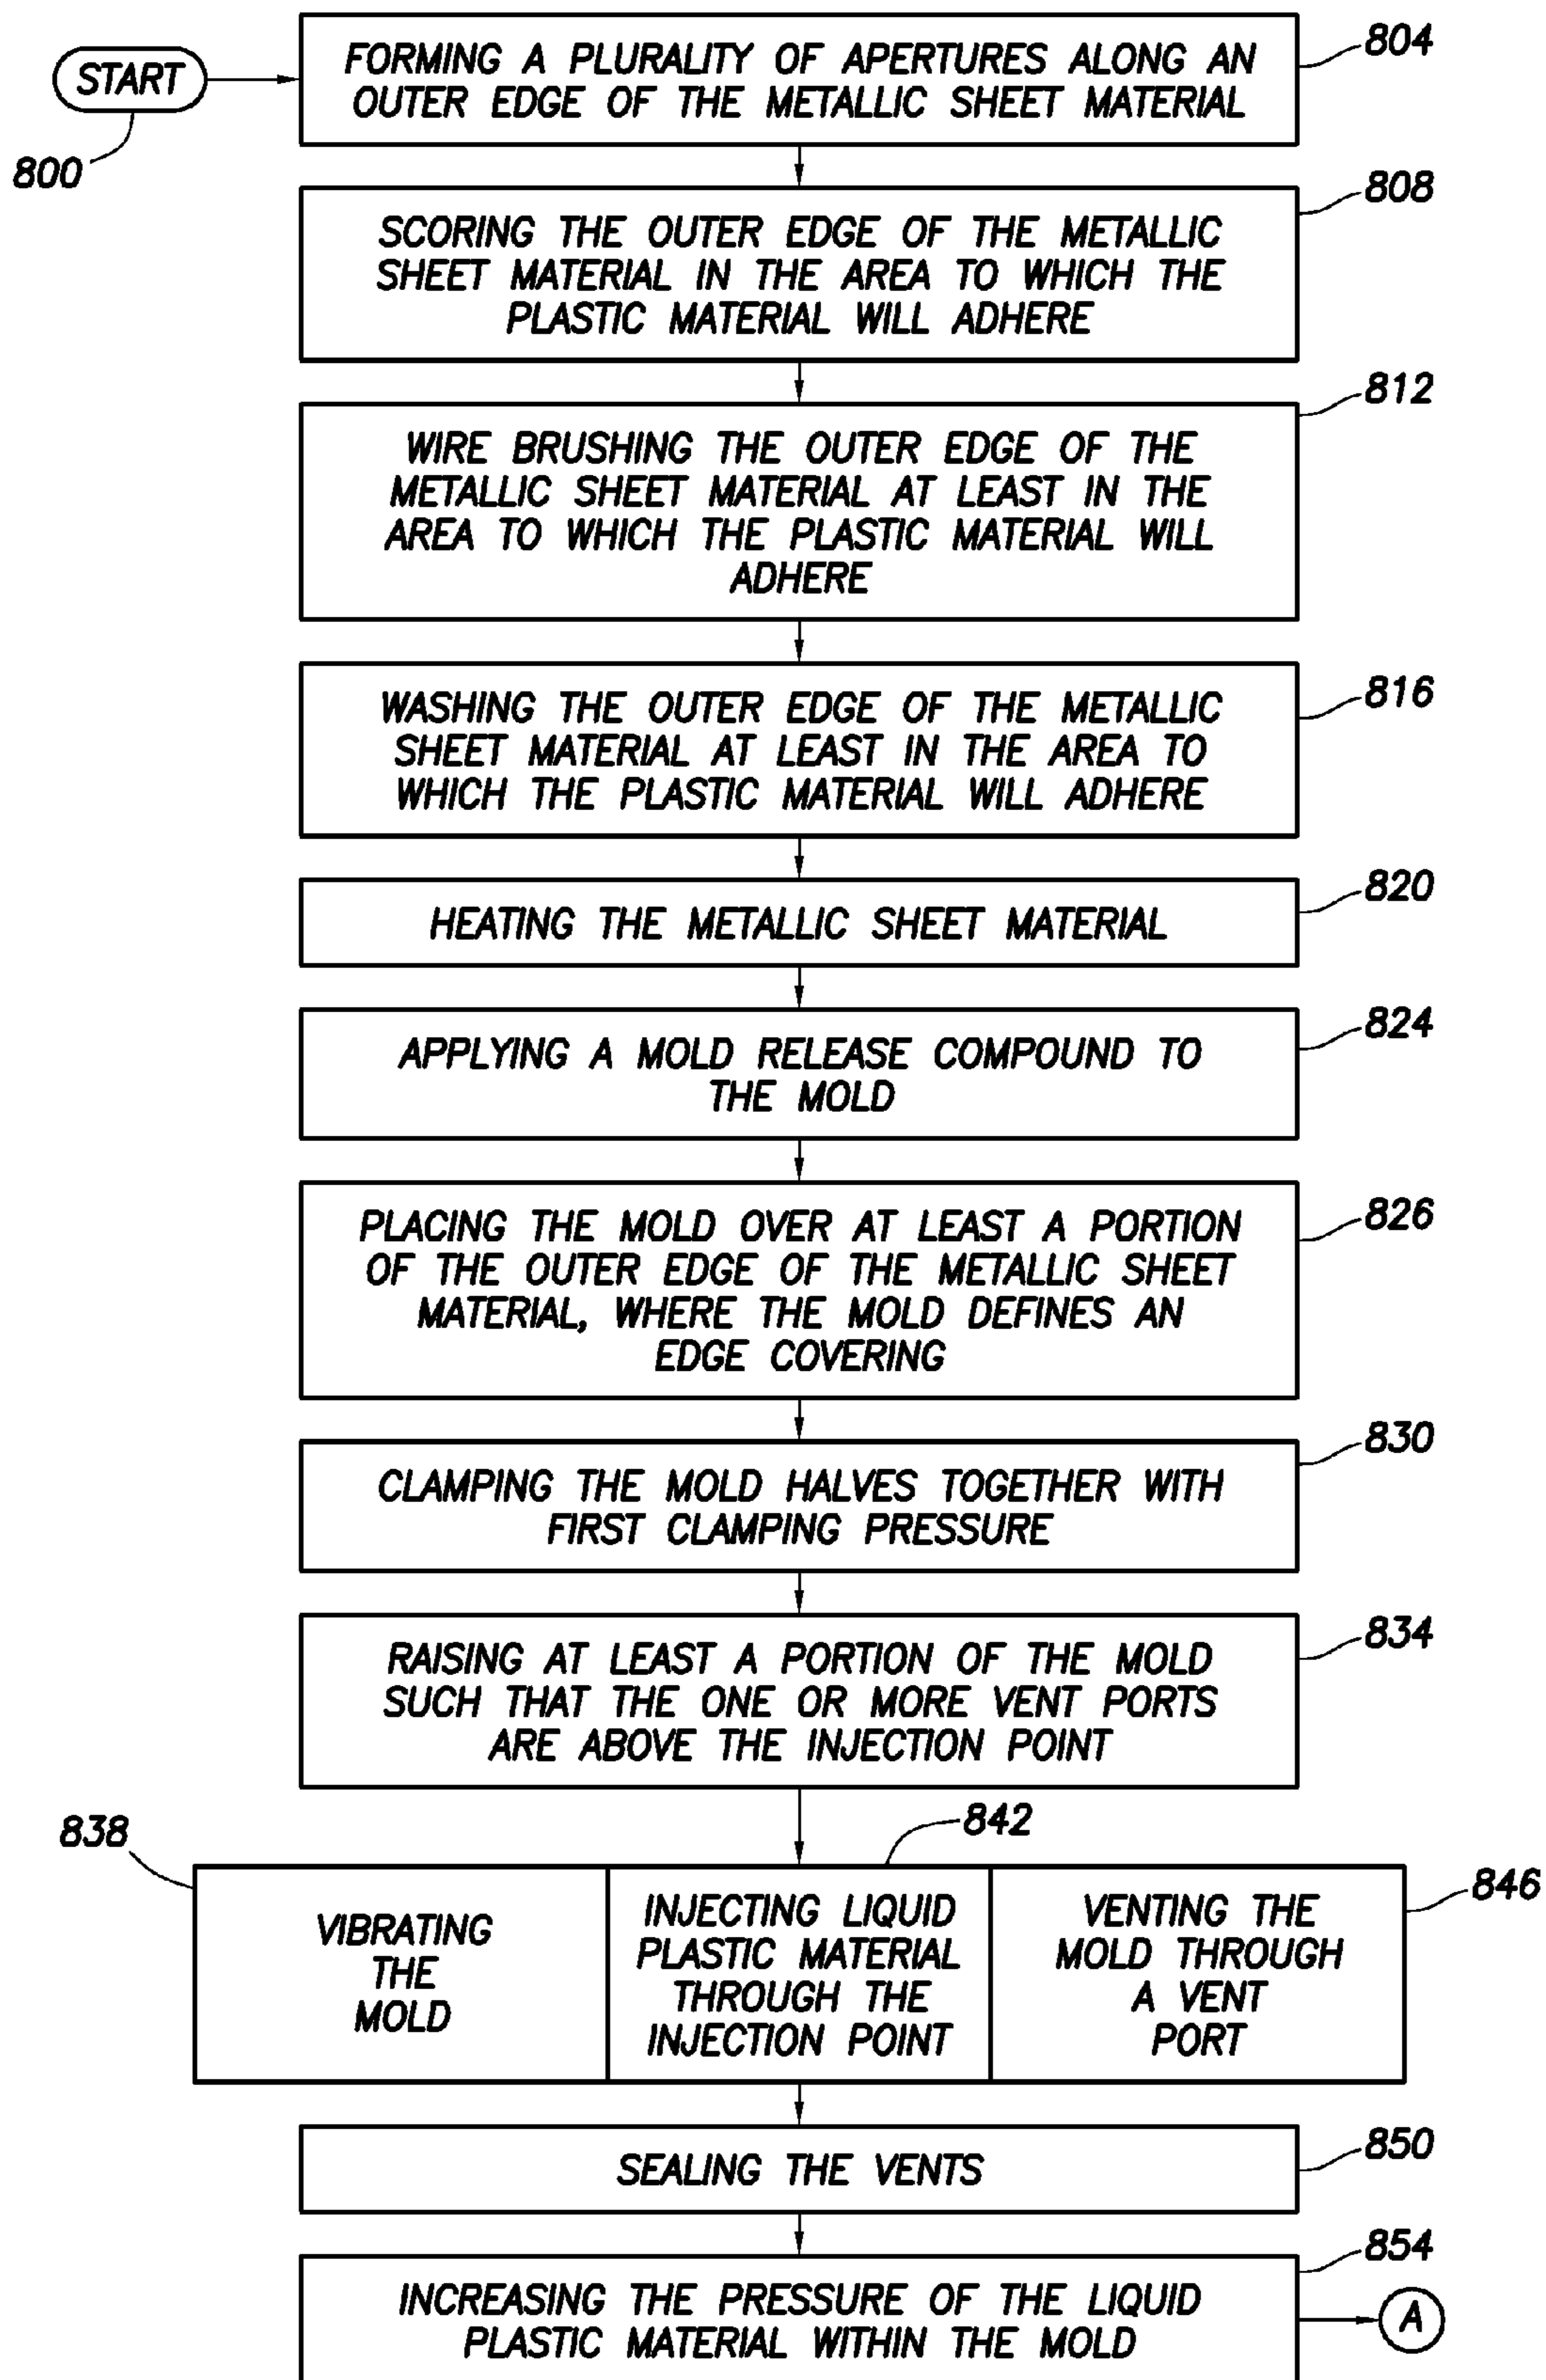 START
800
FORMING A PLURALITY OF APERTURES ALONG AN
OUTER EDGE OF THE METALLIC SHEET MATERIAL
804
SCORING THE OUTER EDGE OF THE METALLIC
SHEET MATERIAL IN THE AREA TO WHICH THE
PLASTIC MATERIAL WILL ADHERE
808
WIRE BRUSHING THE OUTER EDGE OF THE
METALLIC SHEET MATERIAL AT LEAST IN THE
AREA TO WHICH THE PLASTIC MATERIAL WILL
ADHERE
812
WASHING THE OUTER EDGE OF THE METALLIC
SHEET MATERIAL AT LEAST IN THE AREA TO
WHICH THE PLASTIC MATERIAL WILL ADHERE
816
HEATING THE METALLIC SHEET MATERIAL
820
APPLYING A MOLD RELEASE COMPOUND TO
THE MOLD
824
PLACING THE MOLD OVER AT LEAST A PORTION
OF THE OUTER EDGE OF THE METALLIC SHEET
MATERIAL, WHERE THE MOLD DEFINES AN
EDGE COVERING
826
CLAMPING THE MOLD HALVES TOGETHER WITH
FIRST CLAMPING PRESSURE
830
RAISING AT LEAST A PORTION OF THE MOLD
SUCH THAT THE ONE OR MORE VENT PORTS
ARE ABOVE THE INJECTION POINT
834
838
VIBRATING
THE
MOLD
842
INJECTING LIQUID
PLASTIC MATERIAL
THROUGH THE
INJECTION POINT
VENTING THE
MOLD THROUGH
A VENT
PORT
846
SEALING THE VENTS
850
INCREASING THE PRESSURE OF THE LIQUID
PLASTIC MATERIAL WITHIN THE MOLD
854
A